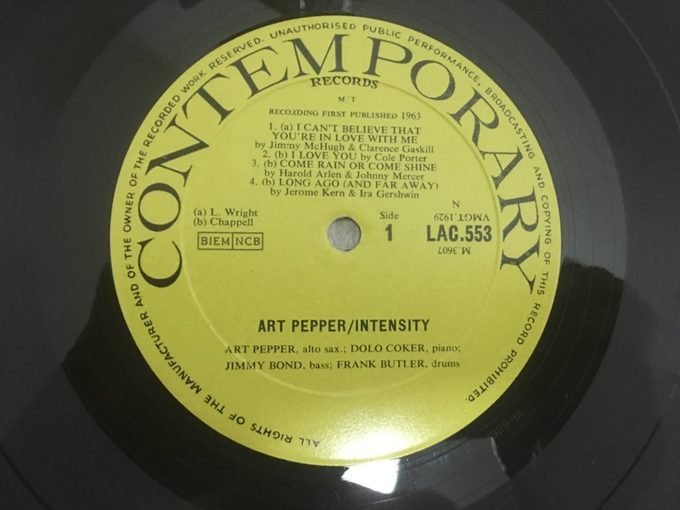 ALL RIGHTS OF THE MANUFACTURER AND OF THE OWNER OF THE RECORDED WORK RESERVED. UNAUTHORISED PUBLIC PERFORMANCE, BROADCASTING AND COPYING OF THIS RECORD PROHIBITED.
CONTEMPORARY
RECORDS
M/T
RECORDING FIRST PUBLISHED 1963
1. (a) I CAN'T BELIEVE THAT
YOU'RE IN LOVE WITH ME
by Jimmy McHugh & Clarence Gaskill
2. (b) I LOVE YOU by Cole Porter
3. (b) COME RAIN OR COME SHINE
by Harold Arlen & Johnny Mercer
4. (b) LONG AGO (AND FAR AWAY)
by Jerome Kern & Ira Gershwin
(a) L. Wright
(b) Chappell
BIEM NCB
Side
1
N
VMGT.1929
LAC.553
M.3607
ART PEPPER/INTENSITY
ART PEPPER, alto sax.; DOLO COKER, piano;
JIMMY BOND, bass; FRANK BUTLER, drums